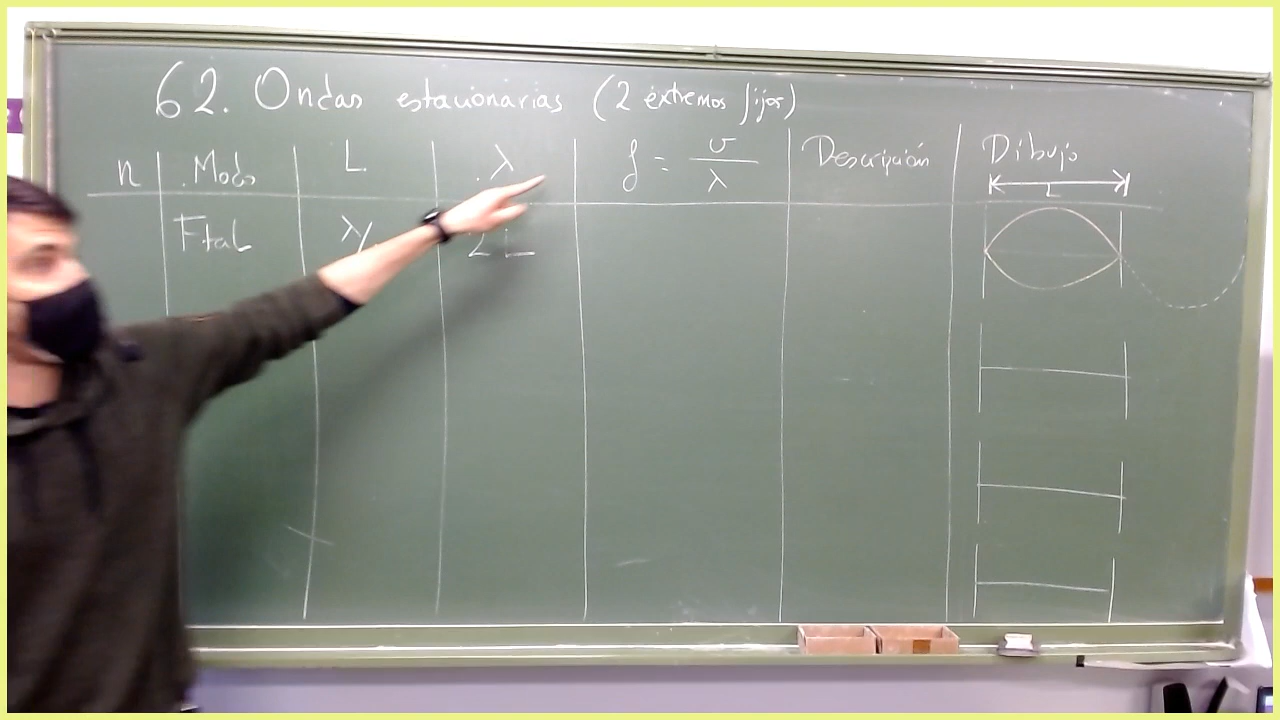 62. Ondas estacionarias (2 extremos fijos)
n Modo L λ f = v/λ Descripción Dibujo
L
Ftal λ/ 2L